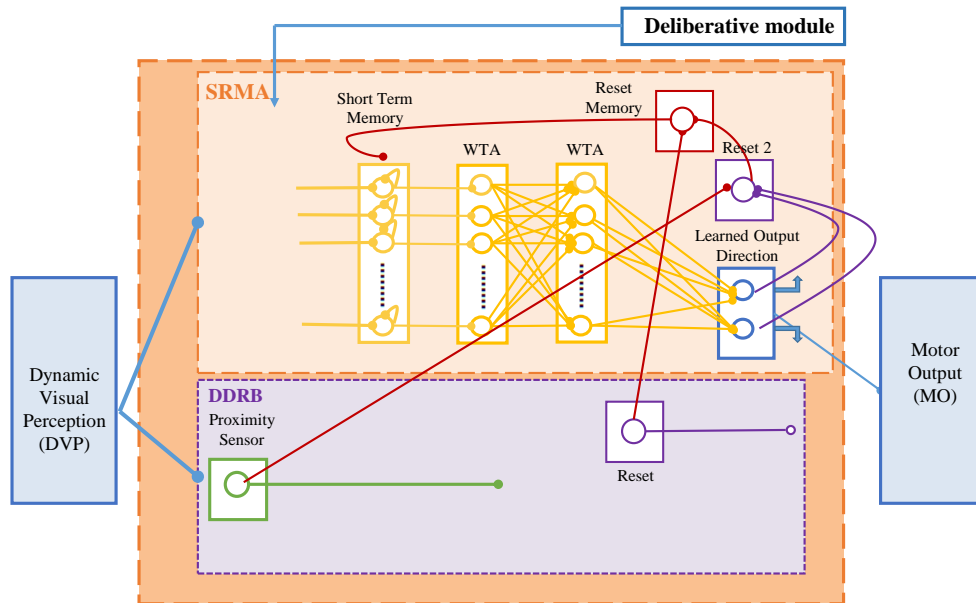 Deliberative module
SRMA
Short Term
Memory
WTA
WTA
Reset
Memory
Reset 2
Learned Output
Direction
Dynamic
Visual
Perception
(DVP)
Motor
Output
(MO)
DDRB
Proximity
Sensor
Reset